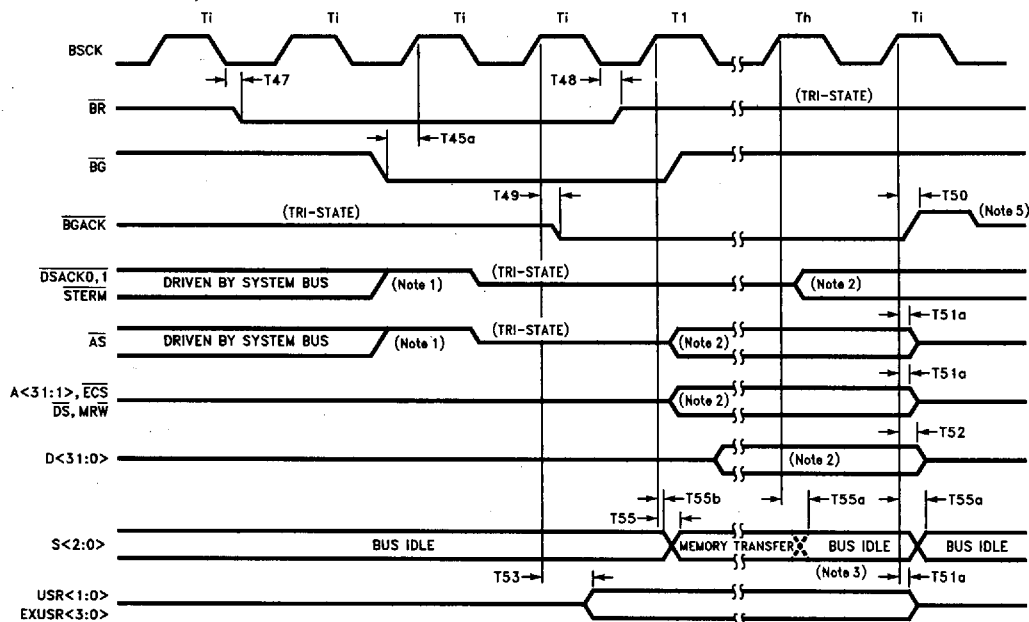 Ti Ti Ti Ti T1 Th Ti
BSCK
T47 T48
BR (TRI-STATE)
T45a
BG
T49 T50
BGACK (TRI-STATE) (Note 5)
DSACK0,1
STERM DRIVEN BY SYSTEM BUS (Note 1) (TRI-STATE) (Note 2)
T51a
AS DRIVEN BY SYSTEM BUS (Note 1) (TRI-STATE) (Note 2)
T51a
A<31:1>, ECS
DS, MRW (Note 2)
T52
D<31:0> (Note 2)
T55b T55a T55a
T55
S<2:0> BUS IDLE MEMORY TRANSFER BUS IDLE BUS IDLE
(Note 3)
T53 T51a
USR<1:0>
EXUSR<3:0>